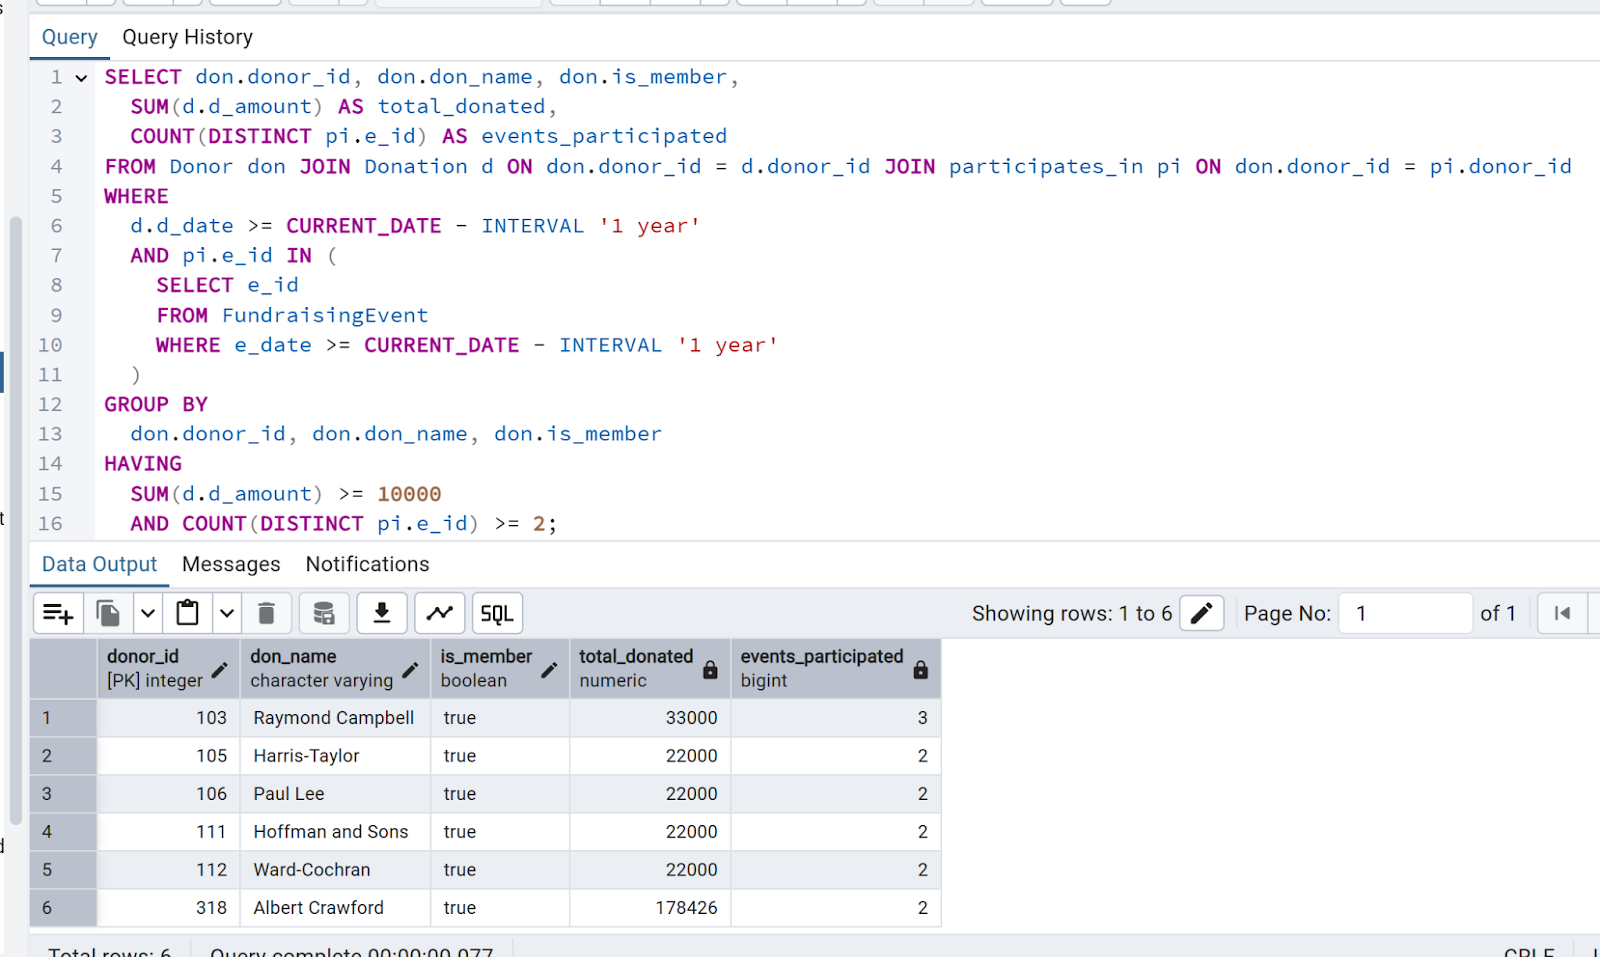 Query Query History
1 SELECT don.donor_id, don.don_name, don.is_member,
2 SUM(d.d_amount) AS total_donated,
3 COUNT(DISTINCT pi.e_id) AS events_participated
4 FROM Donor don JOIN Donation d ON don.donor_id = d.donor_id JOIN participates_in pi ON don.donor_id = pi.donor_id
5 WHERE
6 d.d_date >= CURRENT_DATE - INTERVAL '1 year'
7 AND pi.e_id IN (
8 SELECT e_id
9 FROM FundraisingEvent
10 WHERE e_date >= CURRENT_DATE - INTERVAL '1 year'
11 )
12 GROUP BY
13 don.donor_id, don.don_name, don.is_member
14 HAVING
15 SUM(d.d_amount) >= 10000
16 AND COUNT(DISTINCT pi.e_id) >= 2;
Data Output Messages Notifications
SQL Showing rows: 1 to 6 Page No: 1 of 1
donor_id don_name is_member total_donated events_participated
[PK] integer character varying boolean numeric bigint
1 103 Raymond Campbell true 33000 3
2 105 Harris-Taylor true 22000 2
3 106 Paul Lee true 22000 2
4 111 Hoffman and Sons true 22000 2
5 112 Ward-Cochran true 22000 2
6 318 Albert Crawford true 178426 2
Total rows: 6 Query complete 00:00:00.077 CRLF